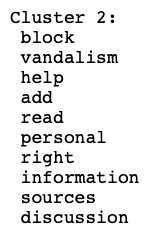 Cluster 2:
block
vandalism
help
add
read
personal
right
information
sources
discussion